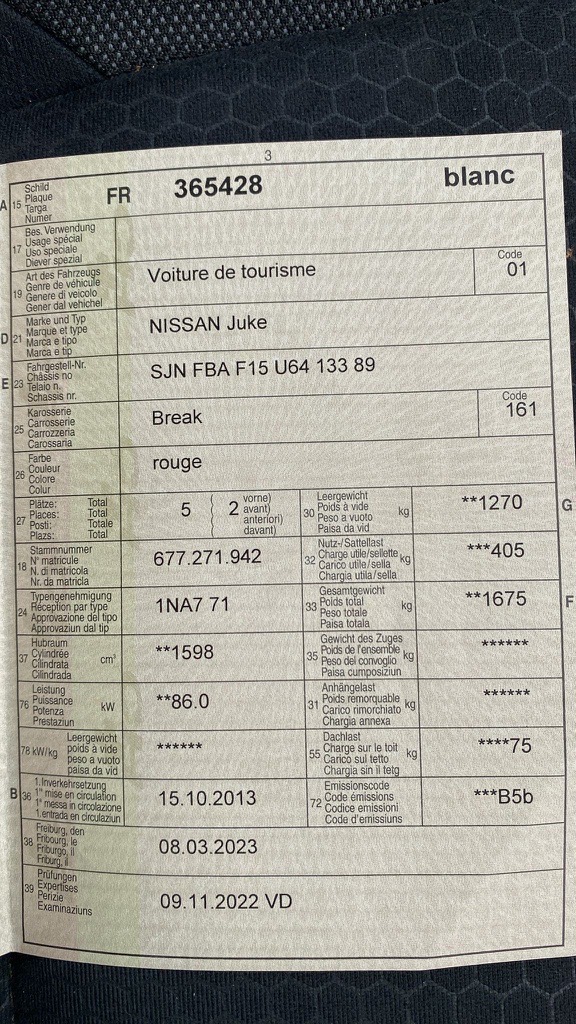 3
A 15 Schild
Plaque
Targa
Numer
FR 365428 blanc
17 Bes. Verwendung
Usage spécial
Uso speciale
Diever spezial
19 Art des Fahrzeugs
Genre de véhicule
Genere di veicolo
Gener dal vehichel
Voiture de tourisme
Code
01
D 21 Marke und Typ
Marque et type
Marca e tipo
Marca e tip
NISSAN Juke
E 23 Fahrgestell-Nr.
Châssis no
Telaio n.
Schassis nr.
SJN FBA F15 U64 133 89
25 Karosserie
Carrosserie
Carrozzeria
Carossaria
Break
Code
161
26 Farbe
Couleur
Colore
Colur
rouge
27 Plätze: Total
Places: Total
Posti: Totale
Plazs: Total
5 2 vorne)
avant)
anteriori)
davant)
30 Leergewicht
Poids à vide kg
Peso a vuoto
Paisa da vid
**1270 G
18 Stammnummer
N° matricule
N. di matricola
Nr. da matricla
677.271.942
32 Nutz-/Sattellast
Charge utile/sellette kg
Carico utile/sella
Chargia utila/sella
***405
24 Typengenehmigung
Réception par type
Approvazione del tipo
Approvaziun dal tip
1NA7 71
33 Gesamtgewicht
Poids total kg
Peso totale
Paisa totala
**1675 F
37 Hubraum
Cylindrée cm³
Cilindrata
Cilindrada
**1598
35 Gewicht des Zuges
Poids de l'ensemble kg
Peso del convoglio
Paisa cumposiziun
******
76 Leistung
Puissance kW
Potenza
Prestaziun
**86.0
31 Anhängelast
Poids remorquable kg
Carico rimorchiato
Chargia annexa
******
78 kW/kg Leergewicht
poids à vide
peso a vuoto
paisa da vid
******
55 Dachlast
Charge sur le toit kg
Carico sul tetto
Chargia sin il tetg
****75
B 36 1.Inverkehrsetzung
1re mise en circulation
1a messa in circolazione
1.entrada en circulaziun
15.10.2013
72 Emissionscode
Code émissions
Codice emissioni
Code d'emissiuns
***B5b
38 Freiburg, den
Fribourg, le
Friburgo, il
Friburg, il
08.03.2023
39 Prüfungen
Expertises
Perizie
Examinaziuns
09.11.2022 VD